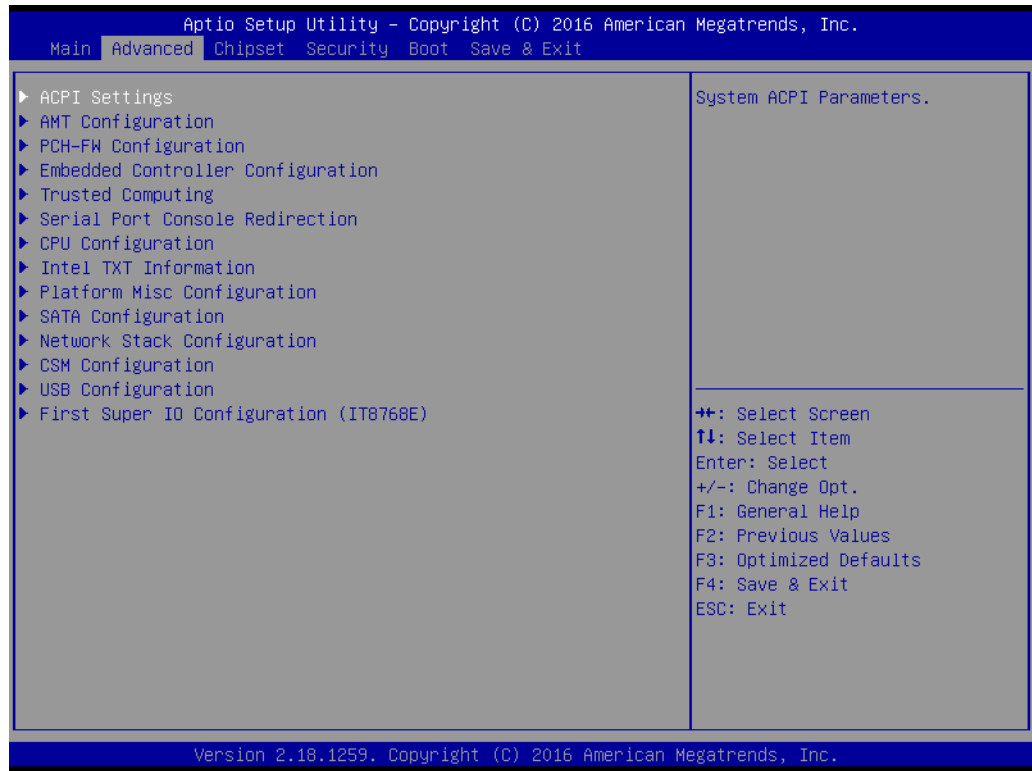 Aptio Setup Utility – Copyright (C) 2016 American Megatrends, Inc.
Main Advanced Chipset Security Boot Save & Exit
ACPI Settings
AMT Configuration
PCH-FW Configuration
Embedded Controller Configuration
Trusted Computing
Serial Port Console Redirection
CPU Configuration
Intel TXT Information
Platform Misc Configuration
SATA Configuration
Network Stack Configuration
CSM Configuration
USB Configuration
First Super IO Configuration (IT8768E)
System ACPI Parameters.
→←: Select Screen
↑↓: Select Item
Enter: Select
+/-: Change Opt.
F1: General Help
F2: Previous Values
F3: Optimized Defaults
F4: Save & Exit
ESC: Exit
Version 2.18.1259. Copyright (C) 2016 American Megatrends, Inc.